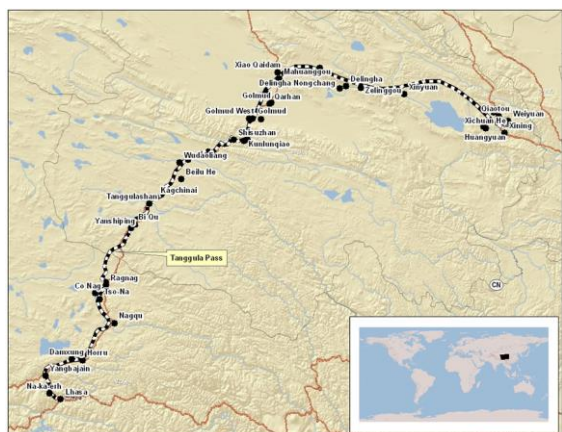 Xiao Qaidam
Mahuanggou
Delingha Nongchang
Delingha
Zelinggou
Xinyuan
Golmud
Qarhan
Golmud West
Golmud
Qiaotou
Weiyuan
Xichuan He
Xining
Huangyuan
Shisuzhan
Kunlunqiao
Wudaoliang
Beilu He
Kagchinai
Tanggulashan
Bi Qu
Yanshiping
Tanggula Pass
Ragnag
Co Nag
Tso-Na
CN
Nagqu
Damxung
Horru
Yangbajain
Na-ka-erh
Lhasa